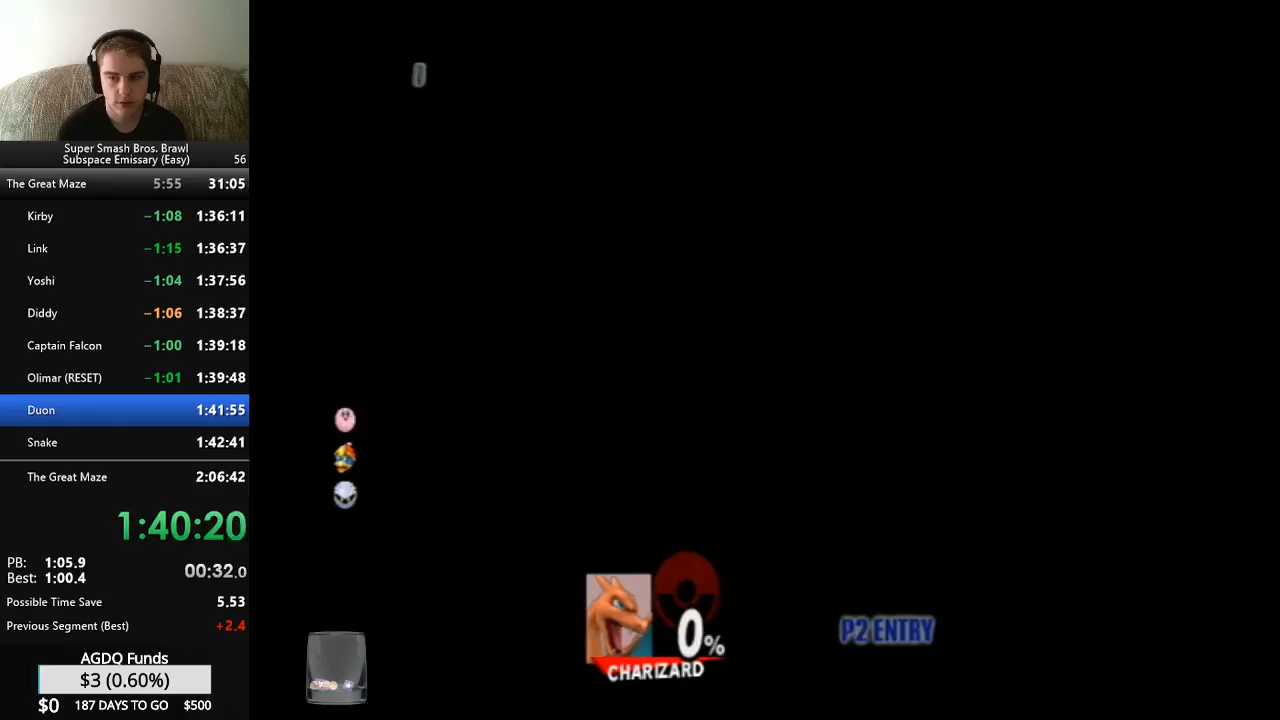 Super Smash Bros. Brawl
Subspace Emissary (Easy) 56
The Great Maze 5:55 31:05
Kirby −1:08 1:36:11
Link −1:15 1:36:37
Yoshi −1:04 1:37:56
Diddy −1:06 1:38:37
Captain Falcon −1:00 1:39:18
Olimar (RESET) −1:01 1:39:48
Duon 1:41:55
Snake 1:42:41
The Great Maze 2:06:42
1:40:20
PB: 1:05.9
Best: 1:00.4 00:32.0
Possible Time Save 5.53
Previous Segment (Best) +2.4
AGDQ Funds
$3 (0.60%)
$0 187 DAYS TO GO $500
0
0%
CHARIZARD
P2 ENTRY